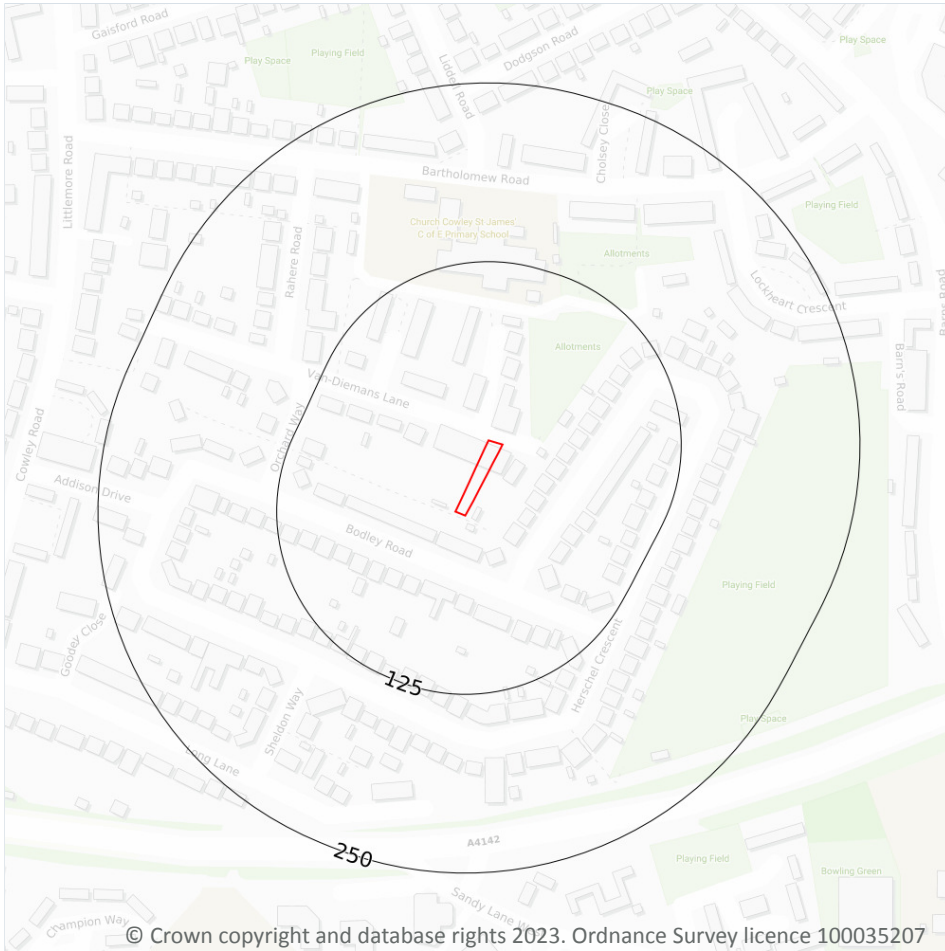 Gaisford Road
Play Space
Playing Field
Liddell Road
Dodgson Road
Play Space
Play Space
Cholsey Close
Littlemore Road
Bartholomew Road
Playing Field
Church Cowley St James
C of E Primary School
Allotments
Rahere Road
Lockheart Crescent
Barns Road
Allotments
Van-Diemans Lane
Barn's Road
Orchard Way
Cowley Road
Addison Drive
Bodley Road
Playing Field
Goodey Close
Herschel Crescent
125
Sheldon Way
Play Space
Long Lane
A4142
250
Playing Field
Bowling Green
Sandy Lane W
Champion Way
© Crown copyright and database rights 2023. Ordnance Survey licence 100035207